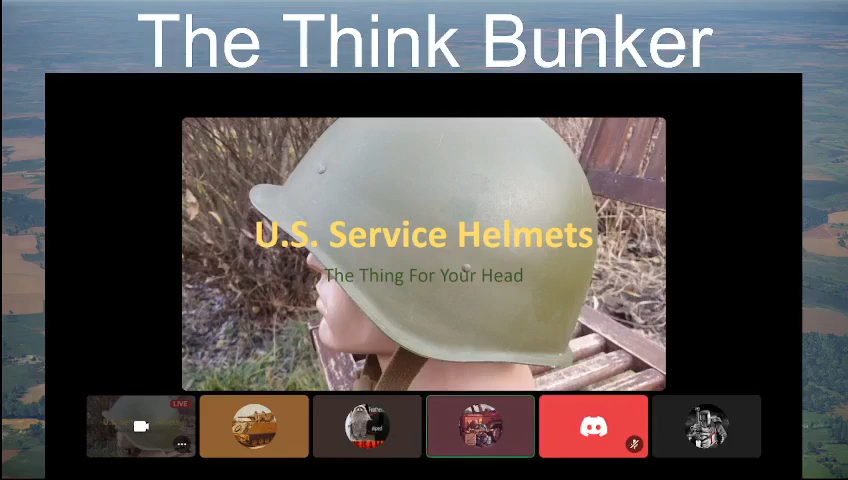 The Think Bunker
U.S. Service Helmets
The Thing For Your Head
LIVE